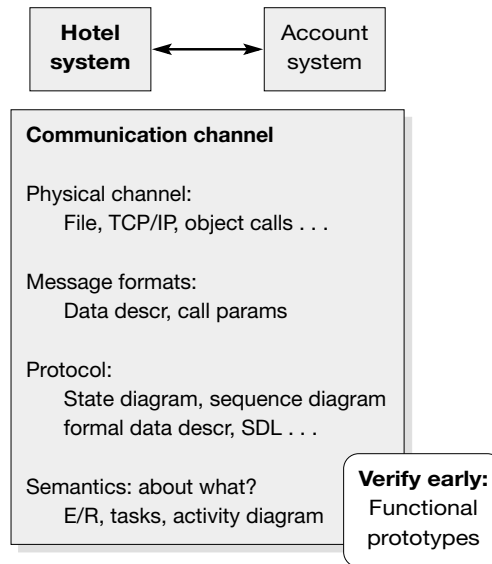 Hotel
system
Account
system
Communication channel
Physical channel:
File, TCP/IP, object calls . . .
Message formats:
Data descr, call params
Protocol:
State diagram, sequence diagram
formal data descr, SDL . . .
Semantics: about what?
E/R, tasks, activity diagram
Verify early:
Functional
prototypes